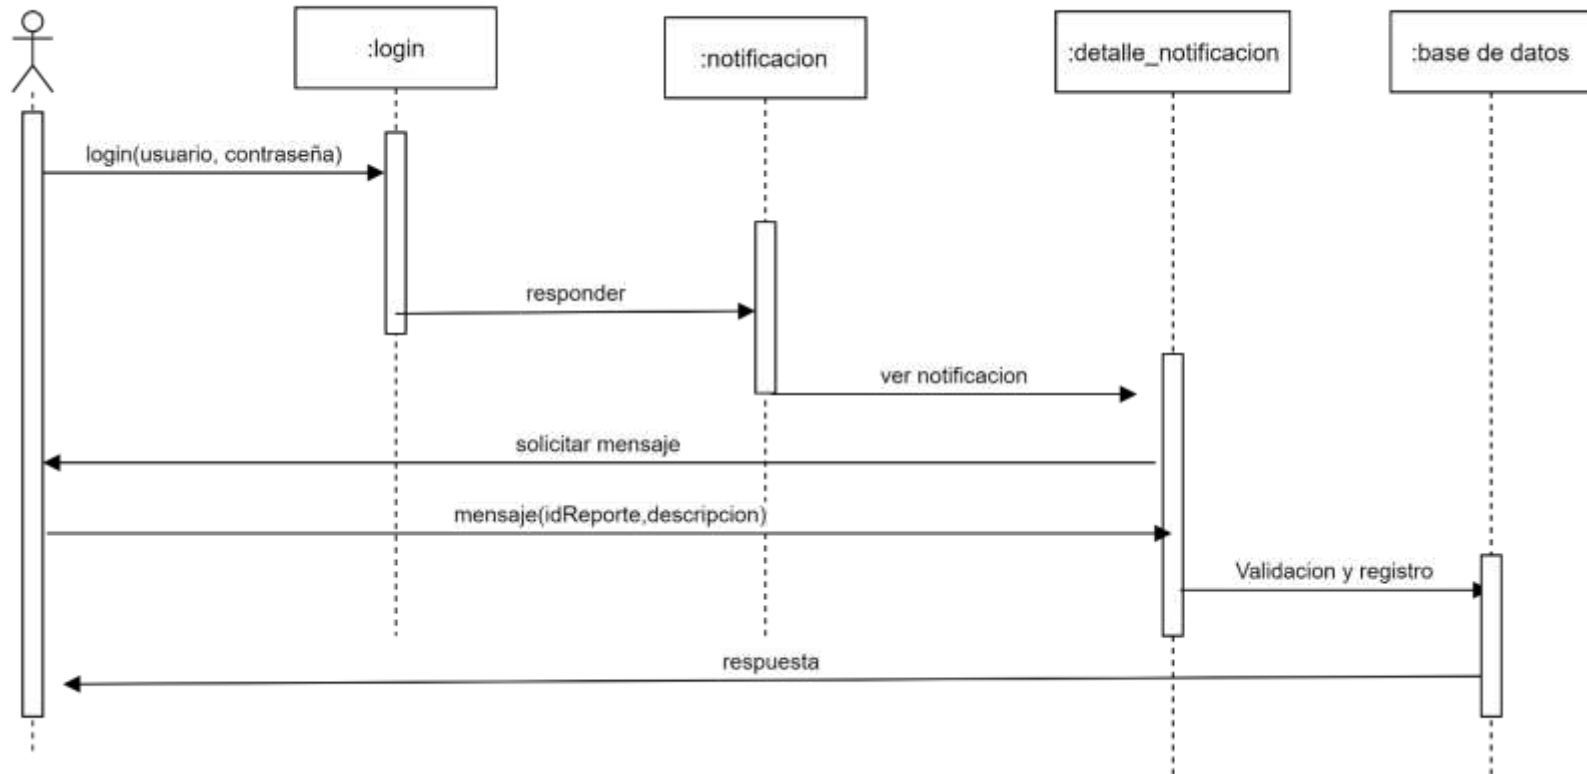 :login
:notificacion
:detalle_notificacion
:base de datos
login(usuario, contraseña)
responder
ver notificacion
solicitar mensaje
mensaje(idReporte,descripcion)
Validacion y registro
respuesta